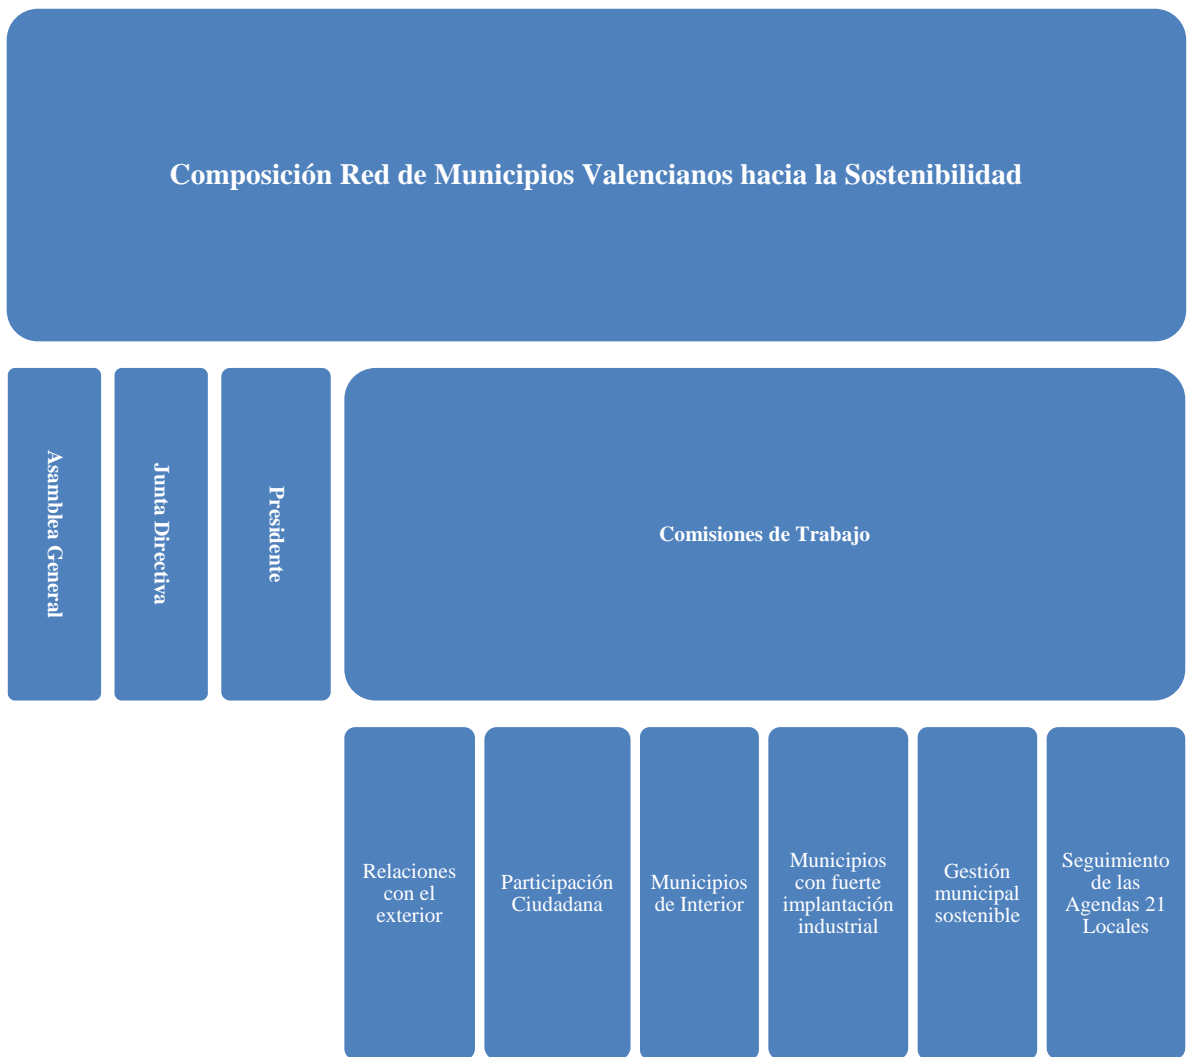 Composición Red de Municipios Valencianos hacia la Sostenibilidad
Asamblea General
Junta Directiva
Presidente
Comisiones de Trabajo
Relaciones
con el
exterior
Participación
Ciudadana
Municipios
de Interior
Municipios
con fuerte
implantación
industrial
Gestión
municipal
sostenible
Seguimiento
de las
Agendas 21
Locales